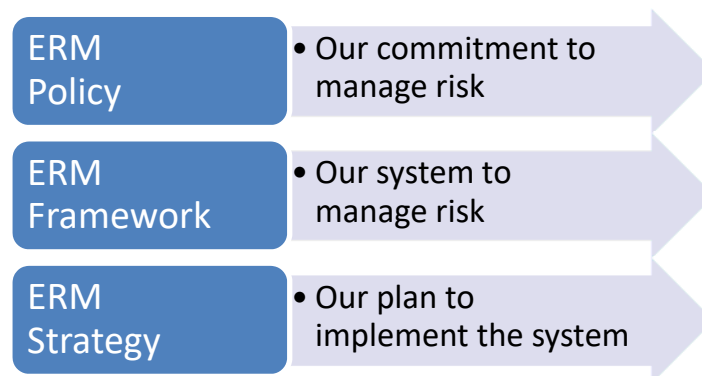 ERM
Policy
• Our commitment to
manage risk
ERM
Framework
• Our system to
manage risk
ERM
Strategy
• Our plan to
implement the system